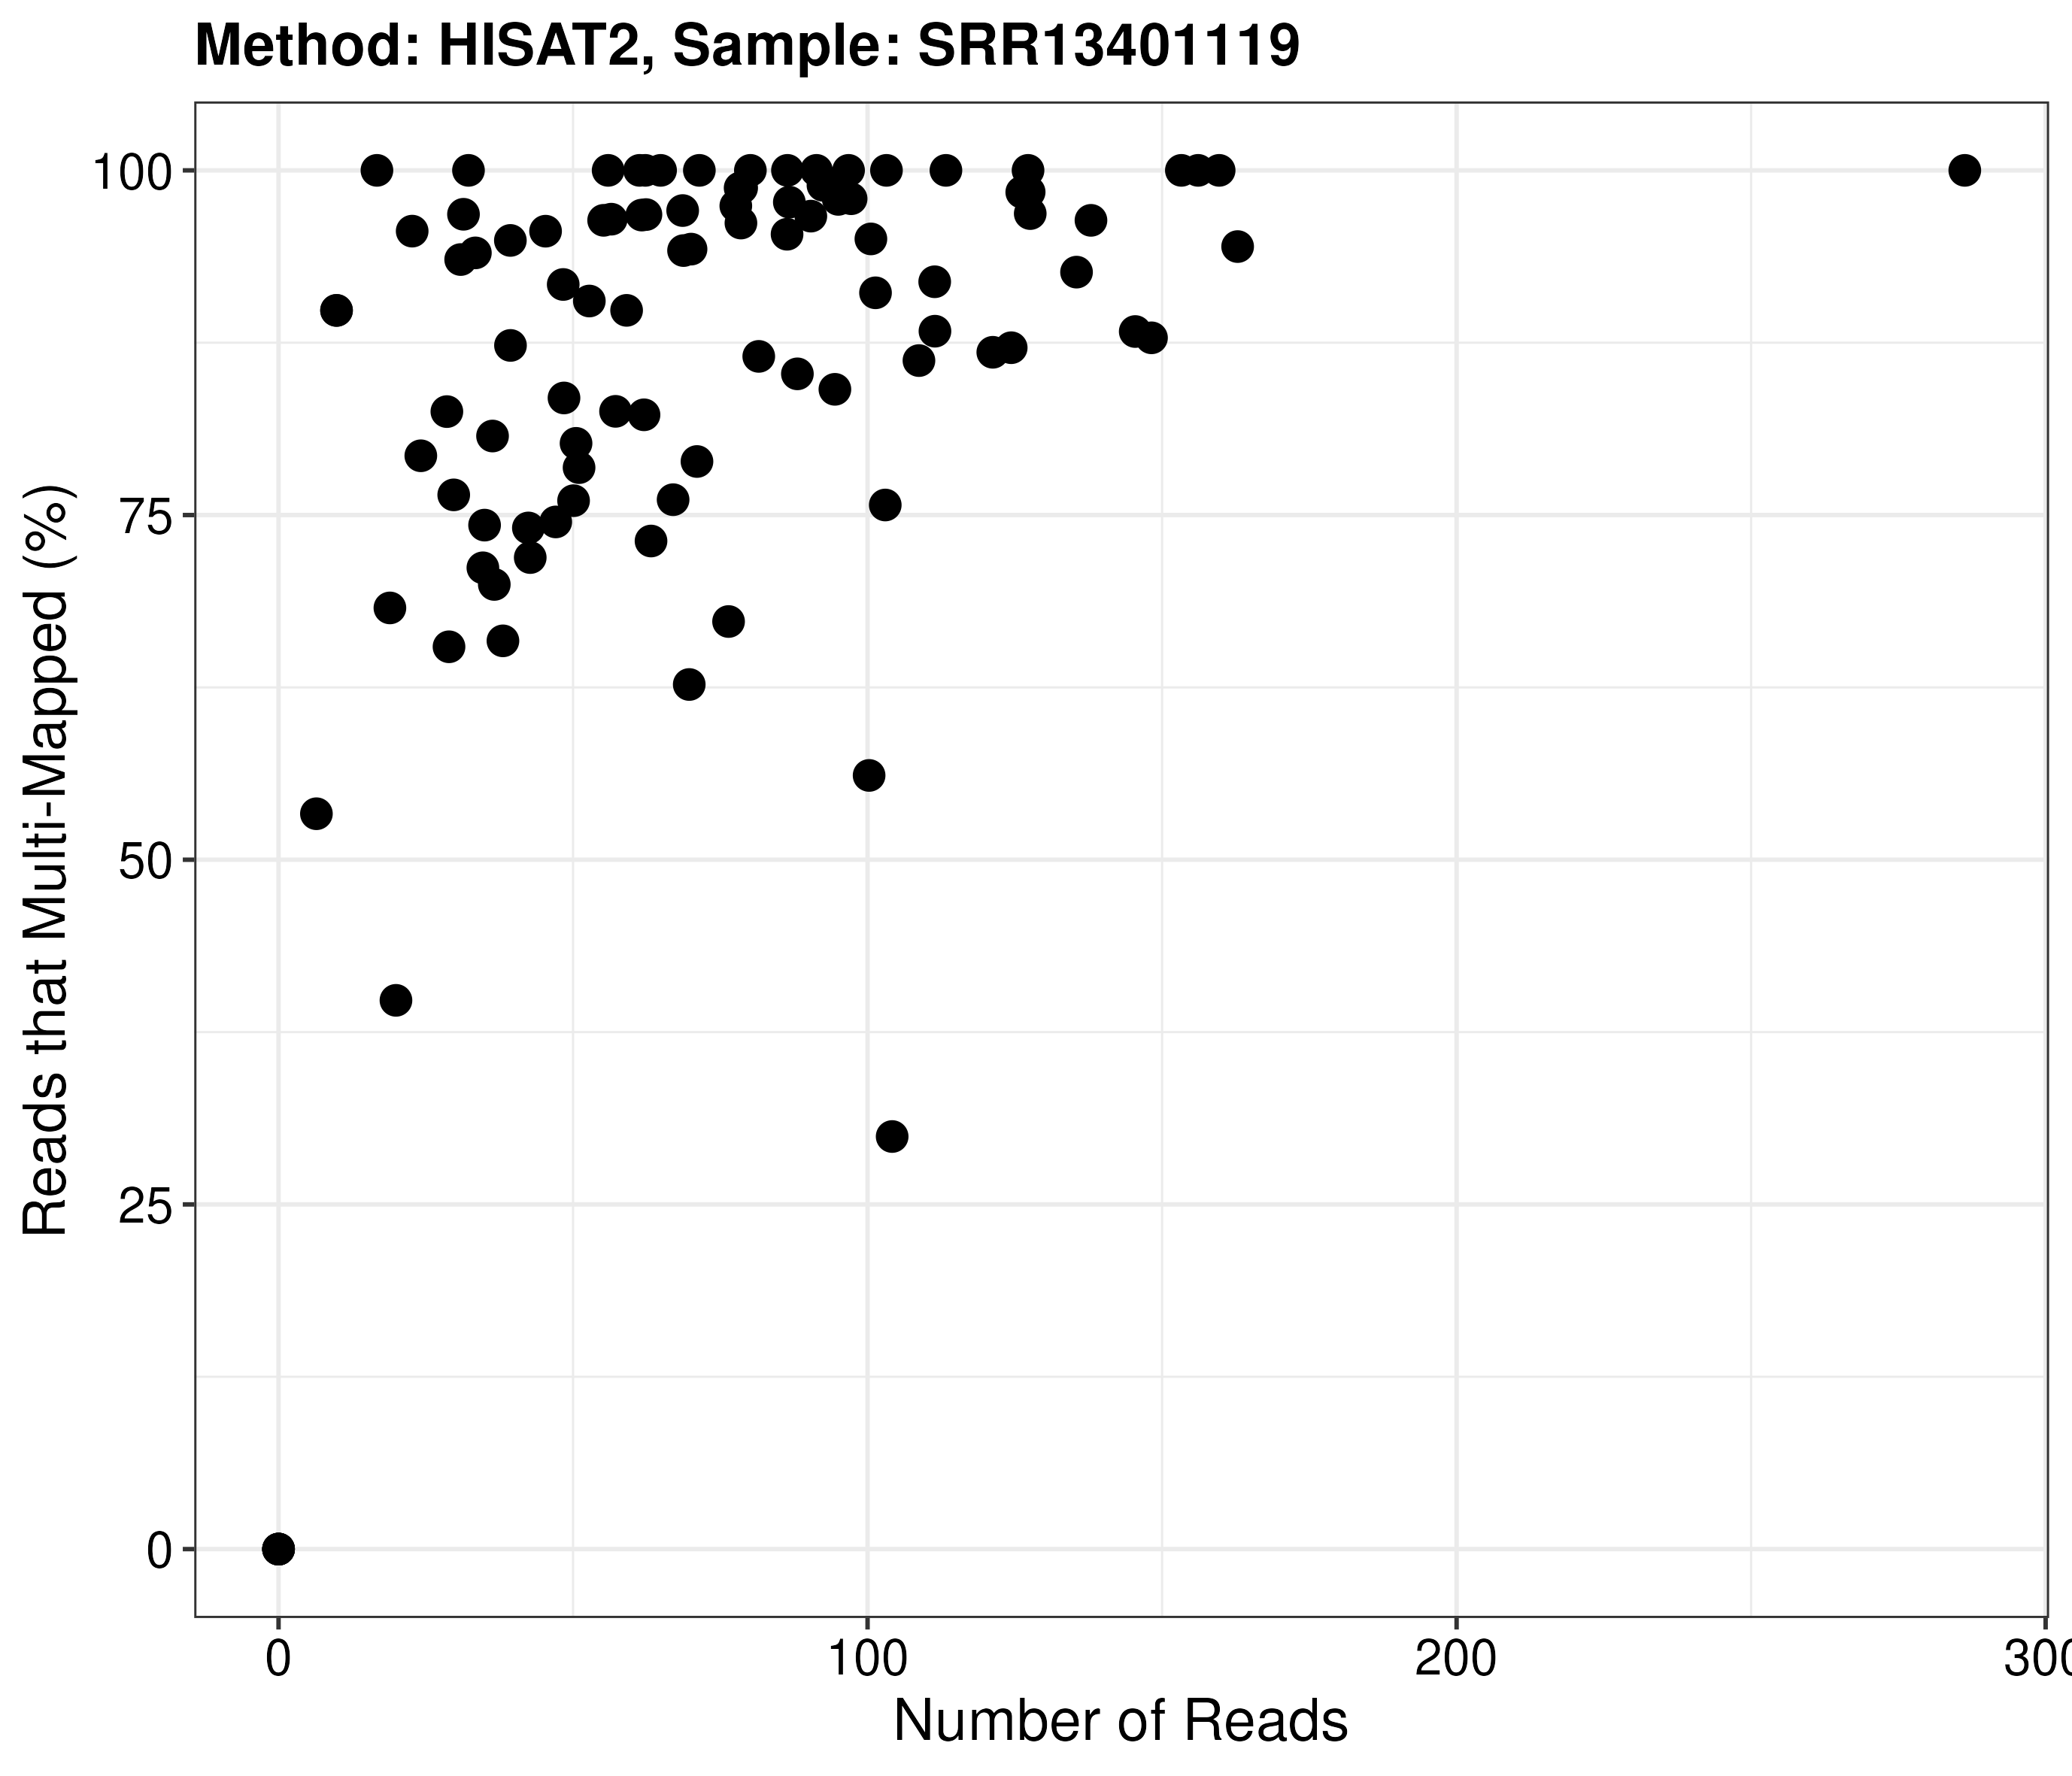 Method: HISAT2, Sample: SRR13401119
Reads that Multi-Mapped (%)
100
75
50
25
0
0 100 200 300
Number of Reads